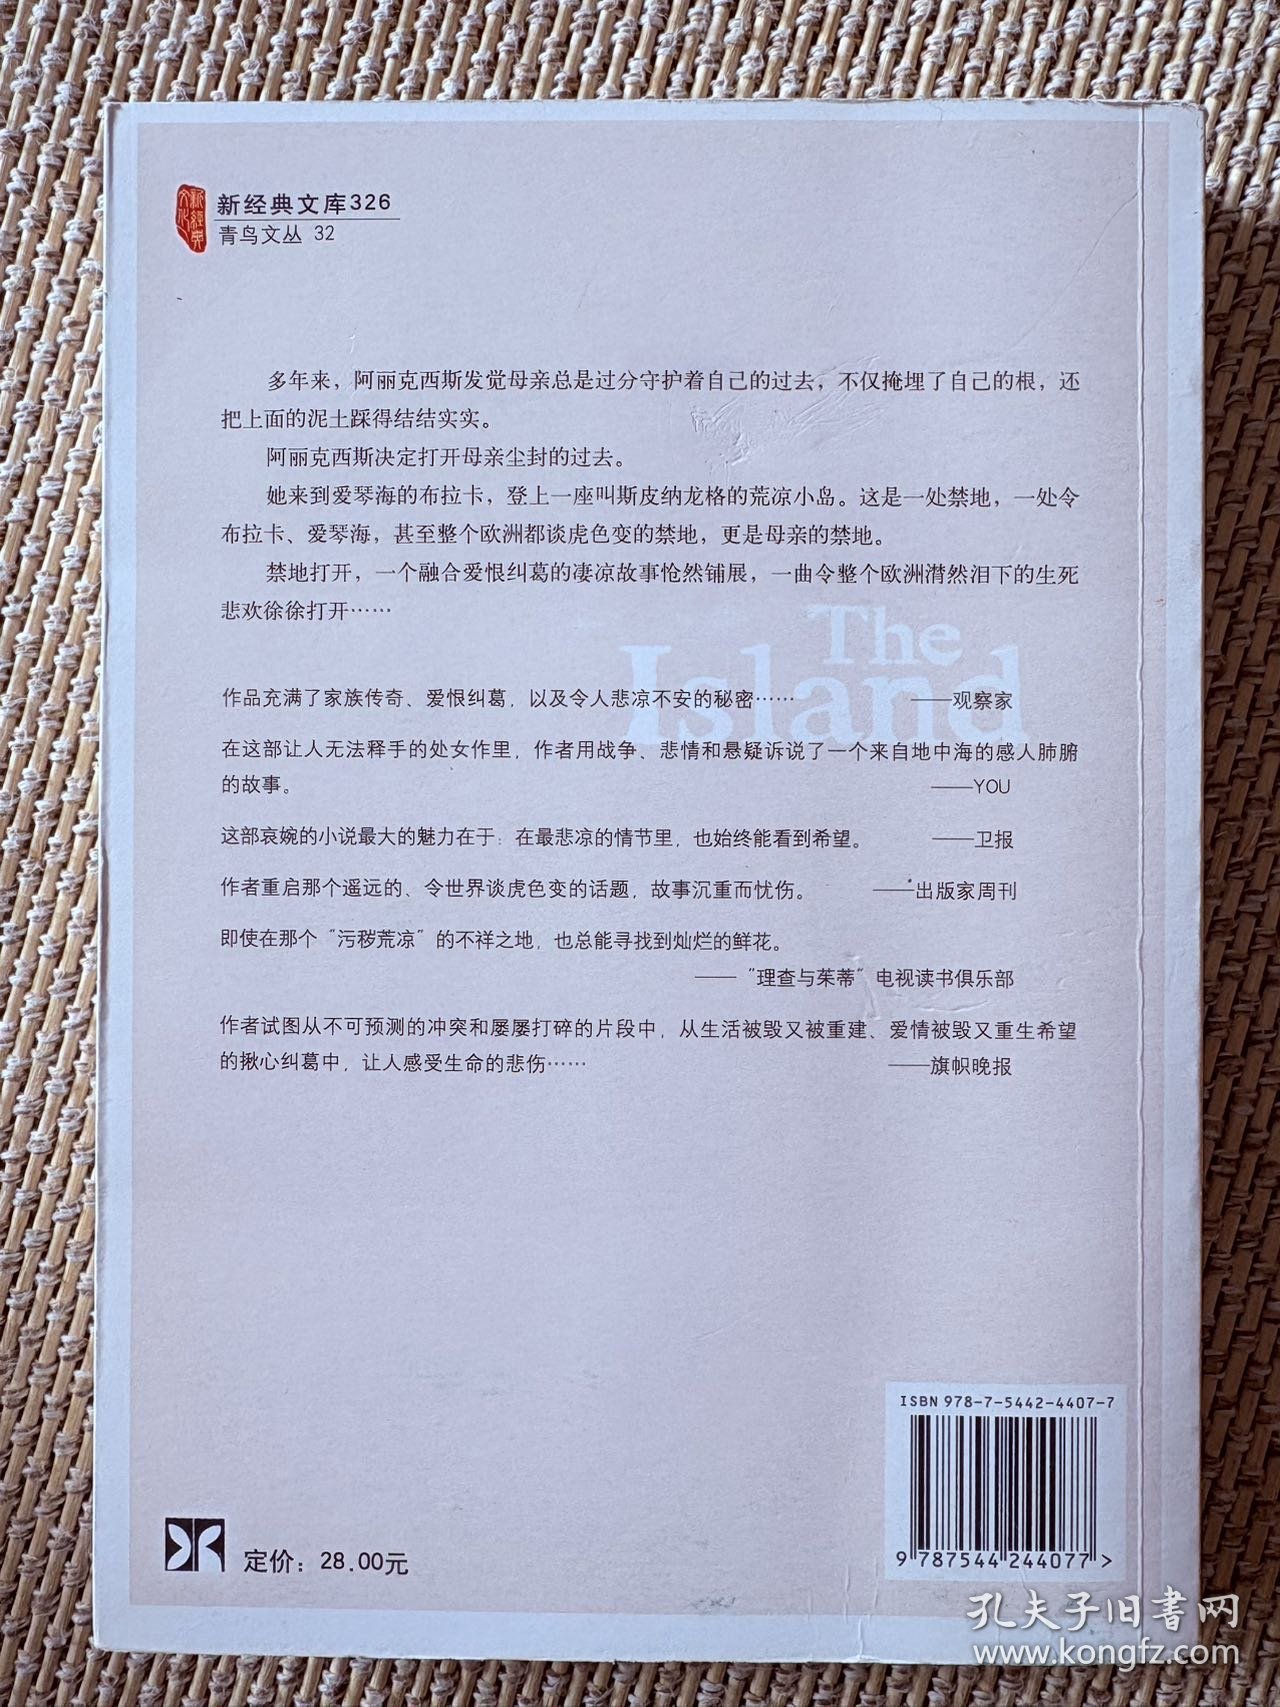 新經典
文化
新经典文库326
青鸟文丛 32
多年来，阿丽克西斯发觉母亲总是过分守护着自己的过去，不仅掩埋了自己的根，还
把上面的泥土踩得结结实实。
阿丽克西斯决定打开母亲尘封的过去。
她来到爱琴海的布拉卡，登上一座叫斯皮纳龙格的荒凉小岛。这是一处禁地，一处令
布拉卡、爱琴海，甚至整个欧洲都谈虎色变的禁地，更是母亲的禁地。
禁地打开，一个融合爱恨纠葛的凄凉故事怆然铺展，一曲令整个欧洲潸然泪下的生死
悲欢徐徐打开……
The
Island
作品充满了家族传奇、爱恨纠葛，以及令人悲凉不安的秘密…… ——观察家
在这部让人无法释手的处女作里，作者用战争、悲情和悬疑诉说了一个来自地中海的感人肺腑
的故事。 ——YOU
这部哀婉的小说最大的魅力在于：在最悲凉的情节里，也始终能看到希望。 ——卫报
作者重启那个遥远的、令世界谈虎色变的话题，故事沉重而忧伤。 ——出版家周刊
即使在那个“污秽荒凉”的不祥之地，也总能寻找到灿烂的鲜花。
——“理查与茱蒂”电视读书俱乐部
作者试图从不可预测的冲突和屡屡打碎的片段中，从生活被毁又被重建、爱情被毁又重生希望
的揪心纠葛中，让人感受生命的悲伤…… ——旗帜晚报
ISBN 978-7-5442-4407-7
9 787544 244077 >
定价：28.00元
孔夫子旧書网
www.kongfz.com